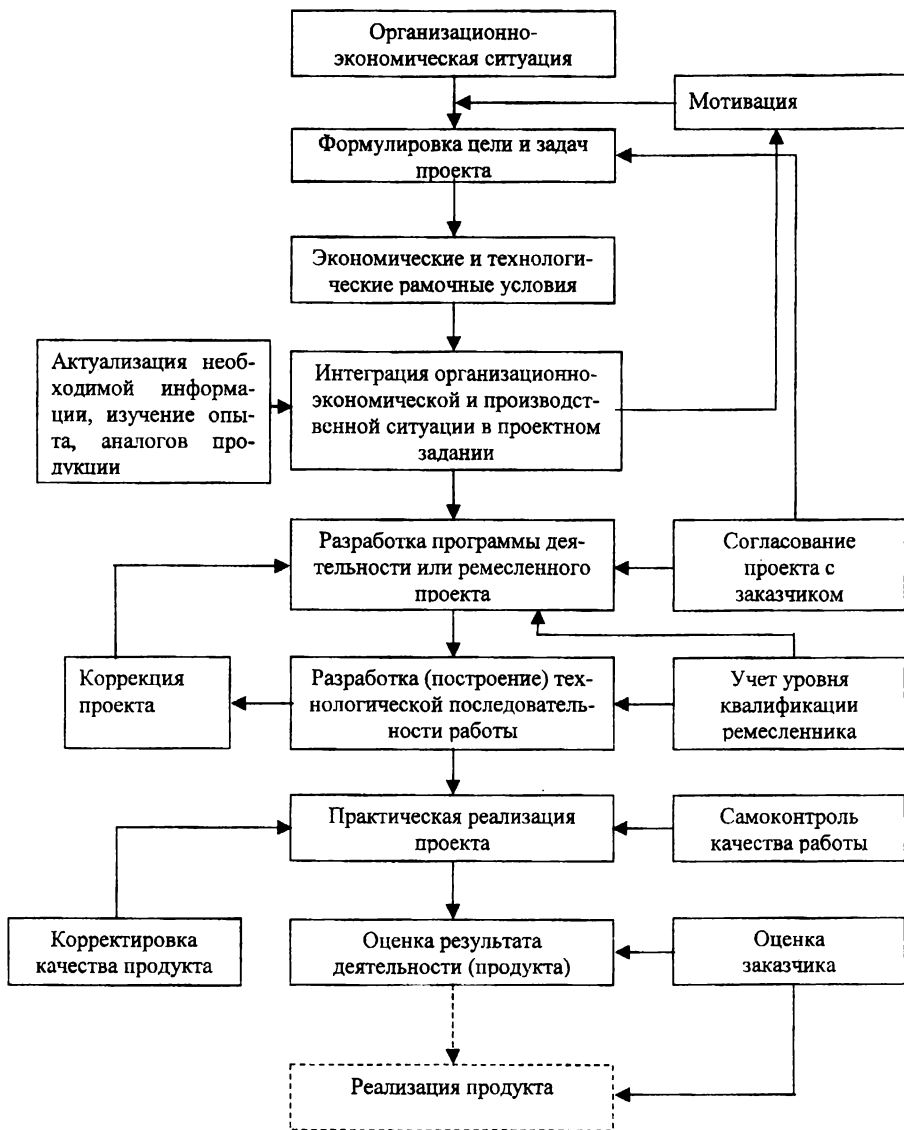 Организационно-
экономическая ситуация
Мотивация
Формулировка цели и задач
проекта
Экономические и технологи-
ческие рамочные условия
Актуализация необ-
ходимой информа-
ции, изучение опы-
та, аналогов про-
дукции
Интеграция организационно-
экономической и производст-
венной ситуации в проектном
задании
Разработка программы дея-
тельности или ремесленного
проекта
Согласование
проекта с
заказчиком
Коррекция
проекта
Разработка (построение) тех-
нологической последователь-
ности работы
Учет уровня
квалификации
ремесленника
Практическая реализация
проекта
Самоконтроль
качества работы
Корректировка
качества продукта
Оценка результата
деятельности (продукта)
Оценка
заказчика
Реализация продукта